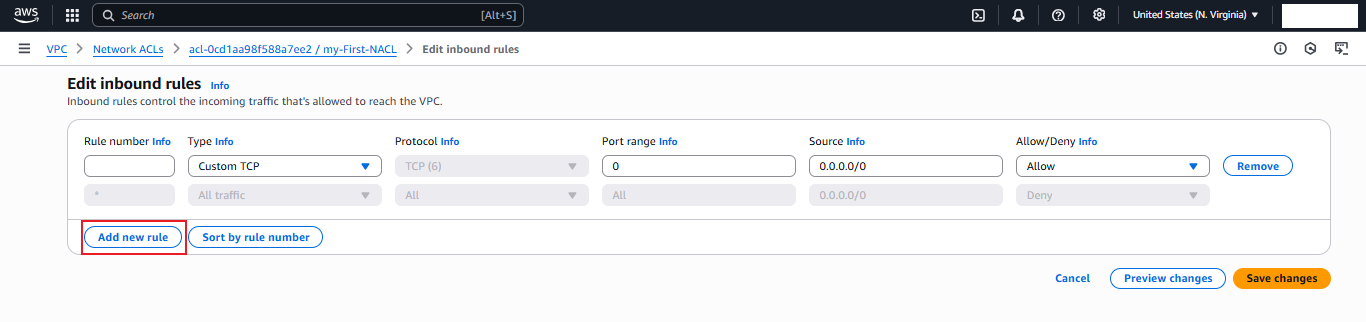 aws Search [Alt+S] United States (N. Virginia)
VPC > Network ACLs > acl-0cd1aa98f588a7ee2 / my-First-NACL > Edit inbound rules
Edit inbound rules Info
Inbound rules control the incoming traffic that's allowed to reach the VPC.
Rule number Info Type Info Protocol Info Port range Info Source Info Allow/Deny Info
Custom TCP TCP (6) 0 0.0.0.0/0 Allow Remove
* All traffic All All 0.0.0.0/0 Deny
Add new rule Sort by rule number
Cancel Preview changes Save changes